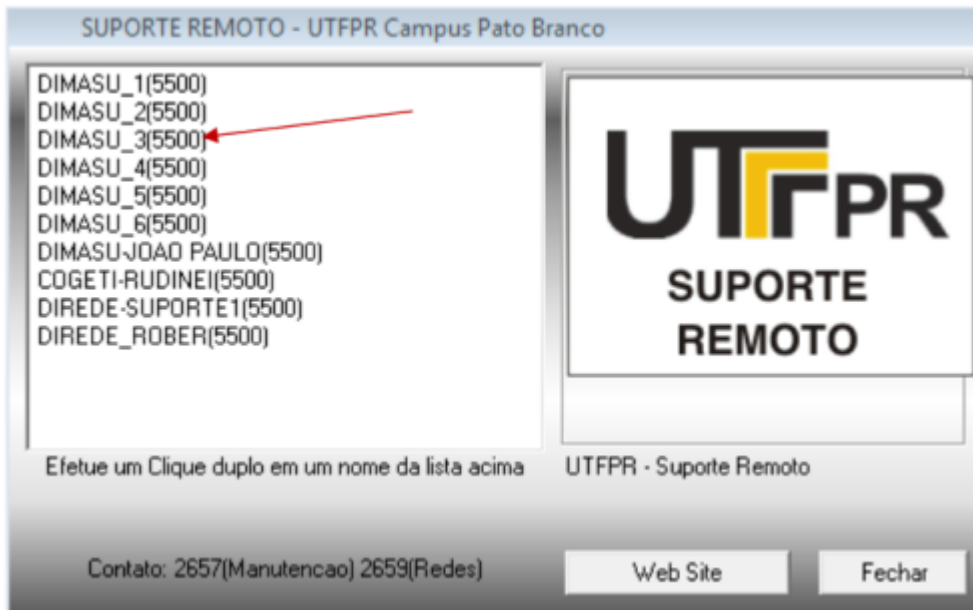 SUPORTE REMOTO - UTFPR Campus Pato Branco
DIMASU_1(5500)
DIMASU_2(5500)
DIMASU_3(5500)
DIMASU_4(5500)
DIMASU_5(5500)
DIMASU_6(5500)
DIMASU-JOAO PAULO(5500)
COGETI-RUDINEI(5500)
DIREDE-SUPORTE1(5500)
DIREDE_ROBER(5500)
Efetue um Clique duplo em um nome da lista acima
UTFPR
SUPORTE
REMOTO
UTFPR - Suporte Remoto
Contato: 2657(Manutencao) 2659(Redes)
Web Site
Fechar